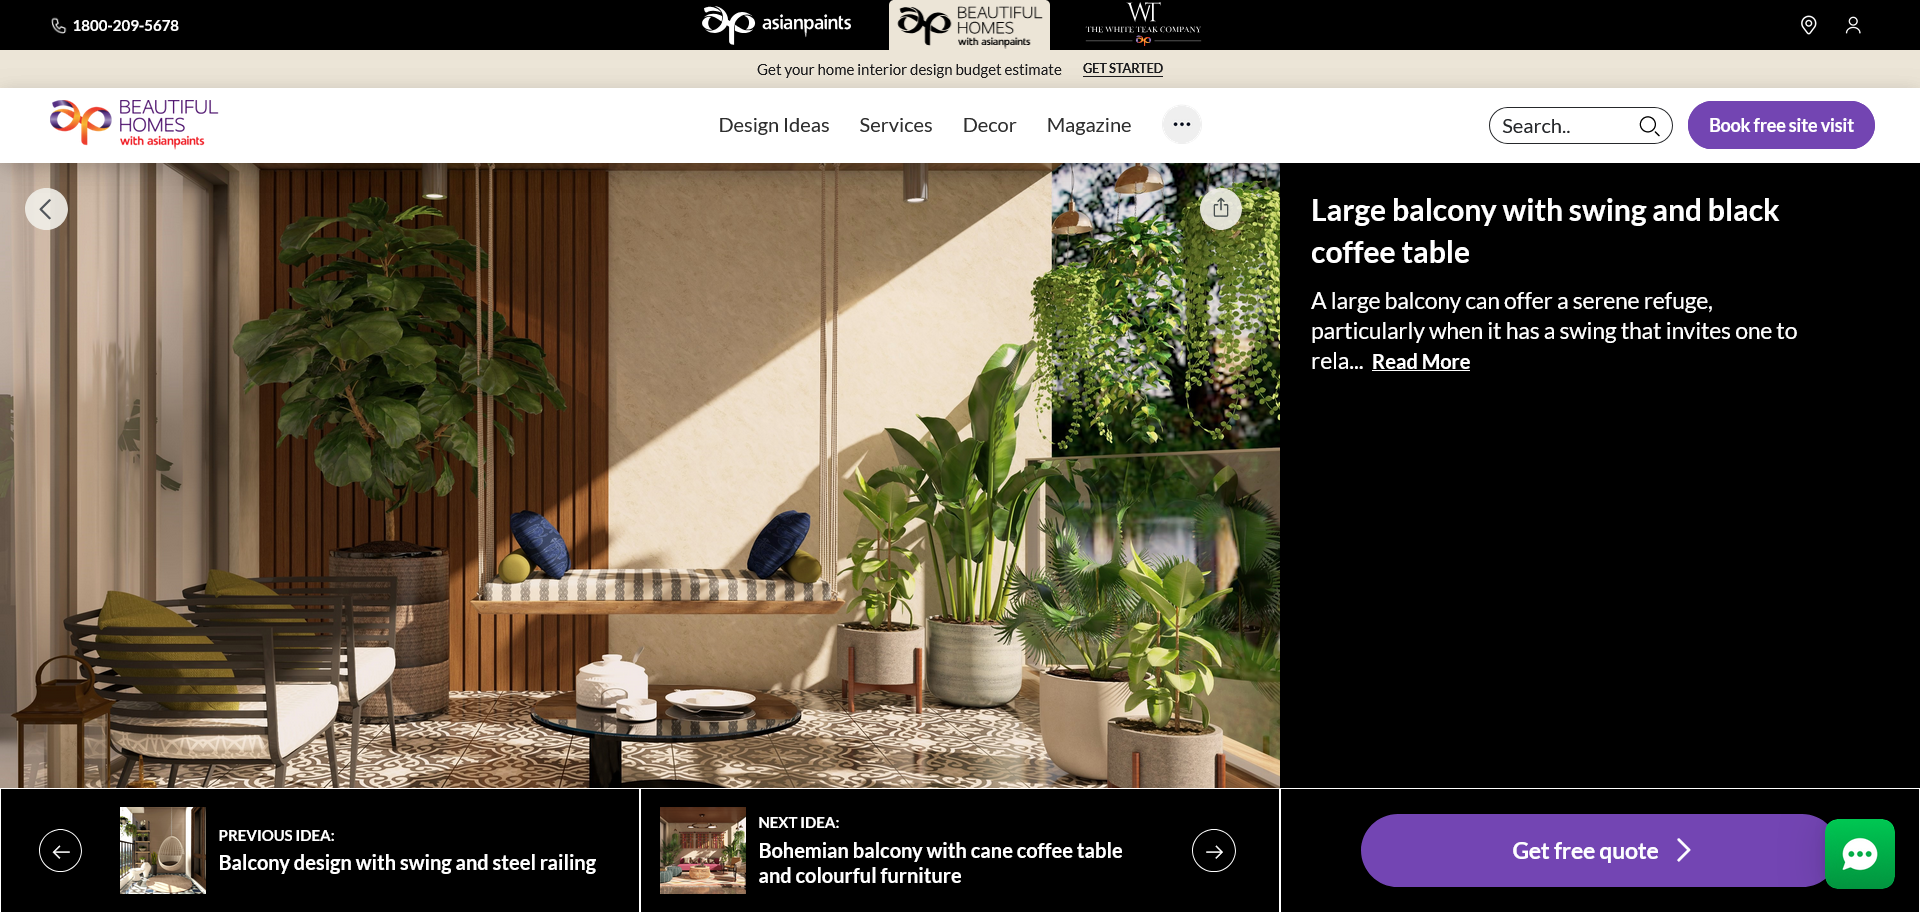 1800-209-5678
asianpaints
BEAUTIFUL
HOMES
with asianpaints
WT
THE WHITE TEAK COMPANY
Get your home interior design budget estimate GET STARTED
BEAUTIFUL
HOMES
with asianpaints
Design Ideas Services Decor Magazine
Search..
Book free site visit
Large balcony with swing and black
coffee table
A large balcony can offer a serene refuge,
particularly when it has a swing that invites one to
rela... Read More
PREVIOUS IDEA:
Balcony design with swing and steel railing
NEXT IDEA:
Bohemian balcony with cane coffee table
and colourful furniture
Get free quote